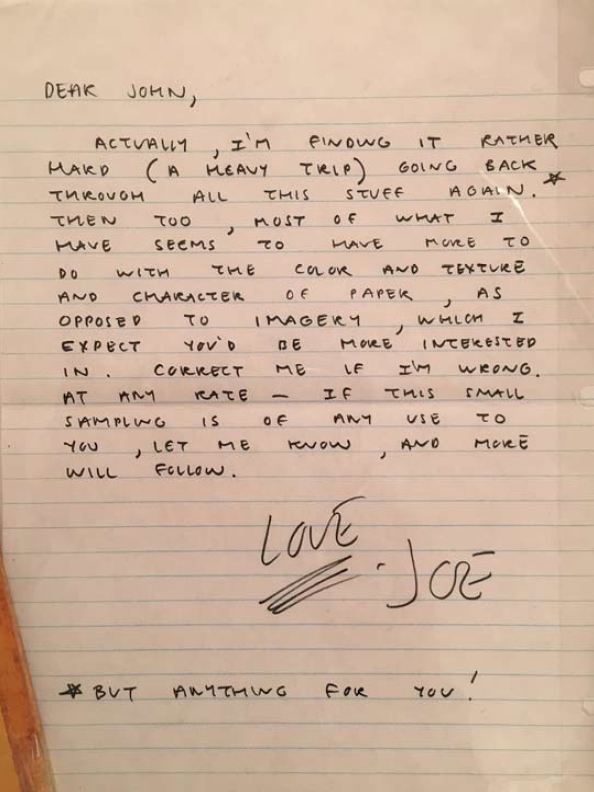 DEAR JOHN,
ACTUALLY, I'M FINDING IT RATHER
HARD (A HEAVY TRIP) GOING BACK
THROUGH ALL THIS STUFF AGAIN.*
THEN TOO, MOST OF WHAT I
HAVE SEEMS TO HAVE MORE TO
DO WITH THE COLOR AND TEXTURE
AND CHARACTER OF PAPER, AS
OPPOSED TO IMAGERY, WHICH I
EXPECT YOU'D BE MORE INTERESTED
IN. CORRECT ME IF I'M WRONG.
AT ANY RATE — IF THIS SMALL
SAMPLING IS OF ANY USE TO
YOU, LET ME KNOW, AND MORE
WILL FOLLOW.
LOVE
-JOE
*BUT ANYTHING FOR YOU!